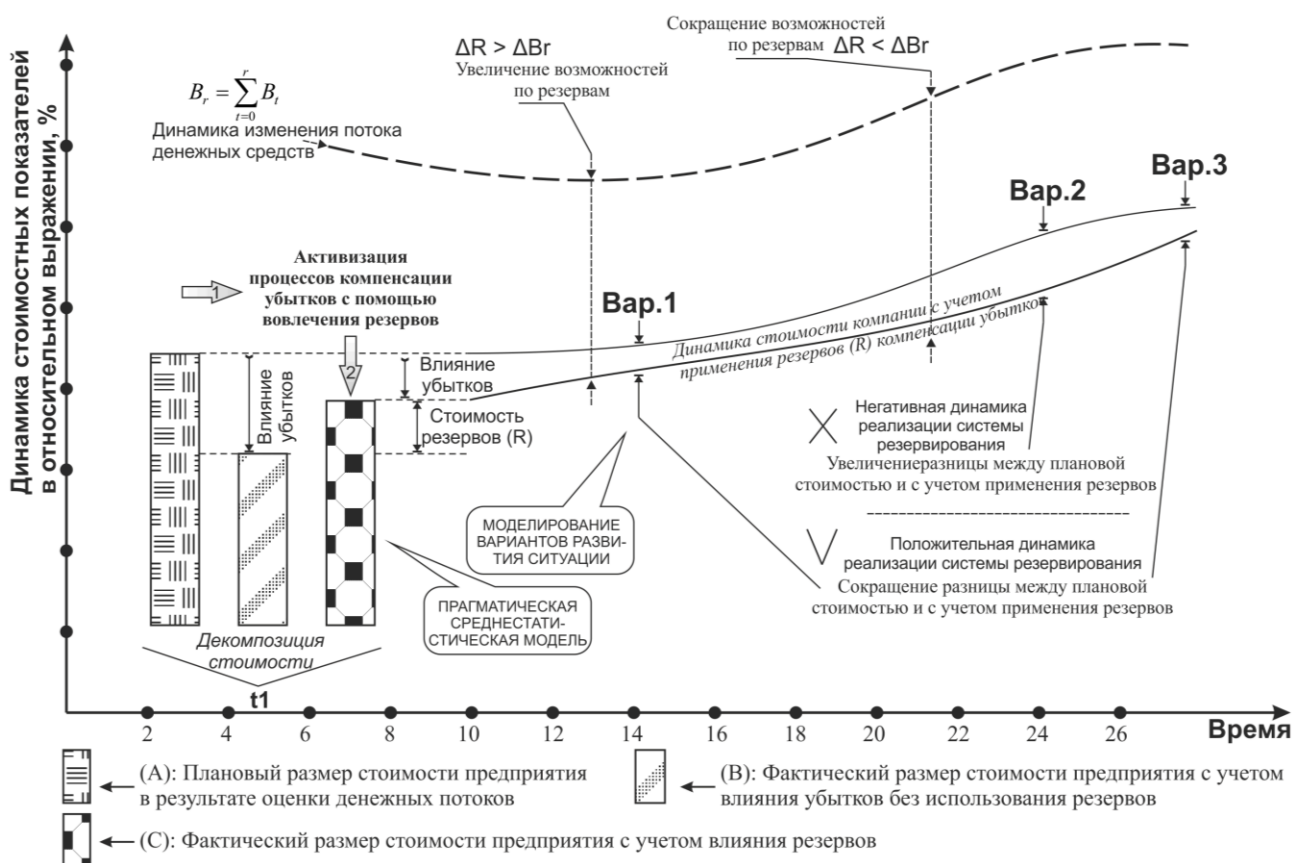 Динамика стоимостных показателей
в относительном выражении, %
B_r = \sum_{t=0}^{r} B_t
Динамика изменения потока
денежных средств
ΔR > ΔBr
Увеличение возможностей
по резервам
Сокращение возможностей
по резервам ΔR < ΔBr
Вар.1
Вар.2
Вар.3
1
Активизация
процессов компенсации
убытков с помощью
вовлечения резервов
2
Влияние
убытков
Влияние
убытков
Стоимость
резервов (R)
Динамика стоимости компании с учетом
применения резервов (R) компенсации убытков
Негативная динамика
реализации системы
резервирования
Увеличениеразницы между плановой
стоимостью и с учетом применения резервов
Положительная динамика
реализации системы резервирования
Сокращение разницы между плановой
стоимостью и с учетом применения резервов
МОДЕЛИРОВАНИЕ
ВАРИАНТОВ РАЗВИ-
ТИЯ СИТУАЦИИ
ПРАГМАТИЧЕСКАЯ
СРЕДНЕСТАТИ-
СТИЧЕСКАЯ МОДЕЛЬ
Декомпозиция
стоимости
t1
2 4 6 8 10 12 14 16 18 20 22 24 26
Время
(A): Плановый размер стоимости предприятия
в результате оценки денежных потоков
(B): Фактический размер стоимости предприятия с учетом
влияния убытков без использования резервов
(C): Фактический размер стоимости предприятия с учетом влияния резервов